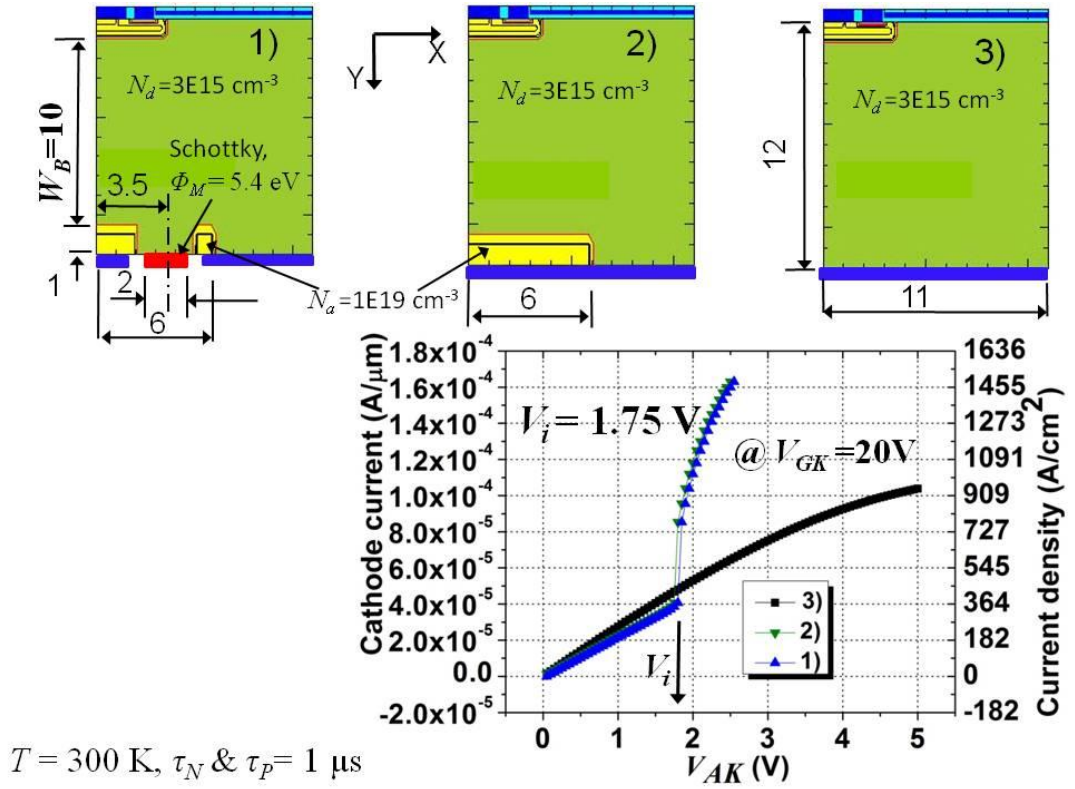 1)
2)
3)
X
Y
N_d=3E15 cm⁻³
N_d=3E15 cm⁻³
N_d=3E15 cm⁻³
W_B=10
Schottky,
Φ_M= 5.4 eV
3.5
12
1
2
6
N_a=1E19 cm⁻³
6
11
1.8x10⁻⁴
1.6x10⁻⁴
1.4x10⁻⁴
1.2x10⁻⁴
1.0x10⁻⁴
8.0x10⁻⁵
6.0x10⁻⁵
4.0x10⁻⁵
2.0x10⁻⁵
0.0
-2.0x10⁻⁵
Cathode current (A/μm)
V_i= 1.75 V
@ V_GK=20V
V_i
3)
2)
1)
1636
1455
1273
1091
909
727
545
364
182
0
-182
Current density (A/cm²)
0 1 2 3 4 5
V_AK (V)
T = 300 K, τ_N & τ_P= 1 μs